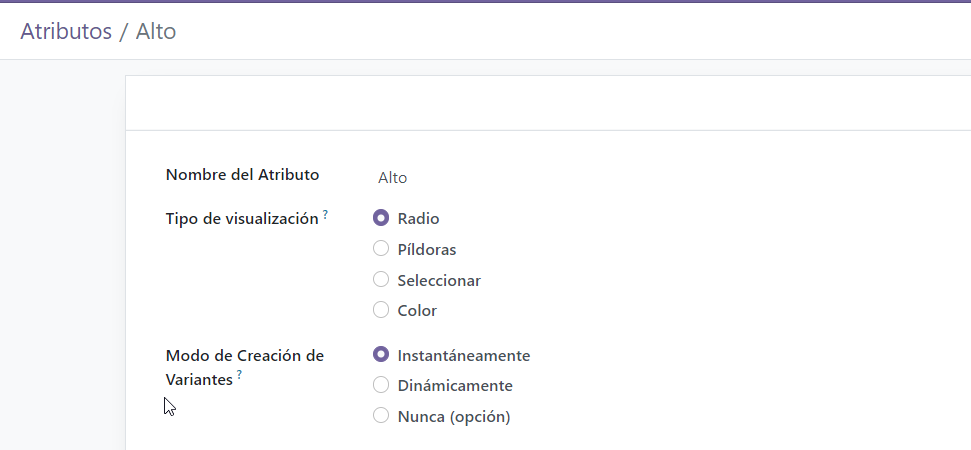 Atributos / Alto
Nombre del Atributo
Alto
Tipo de visualización ?
Radio
Píldoras
Seleccionar
Color
Modo de Creación de
Variantes ?
Instantáneamente
Dinámicamente
Nunca (opción)